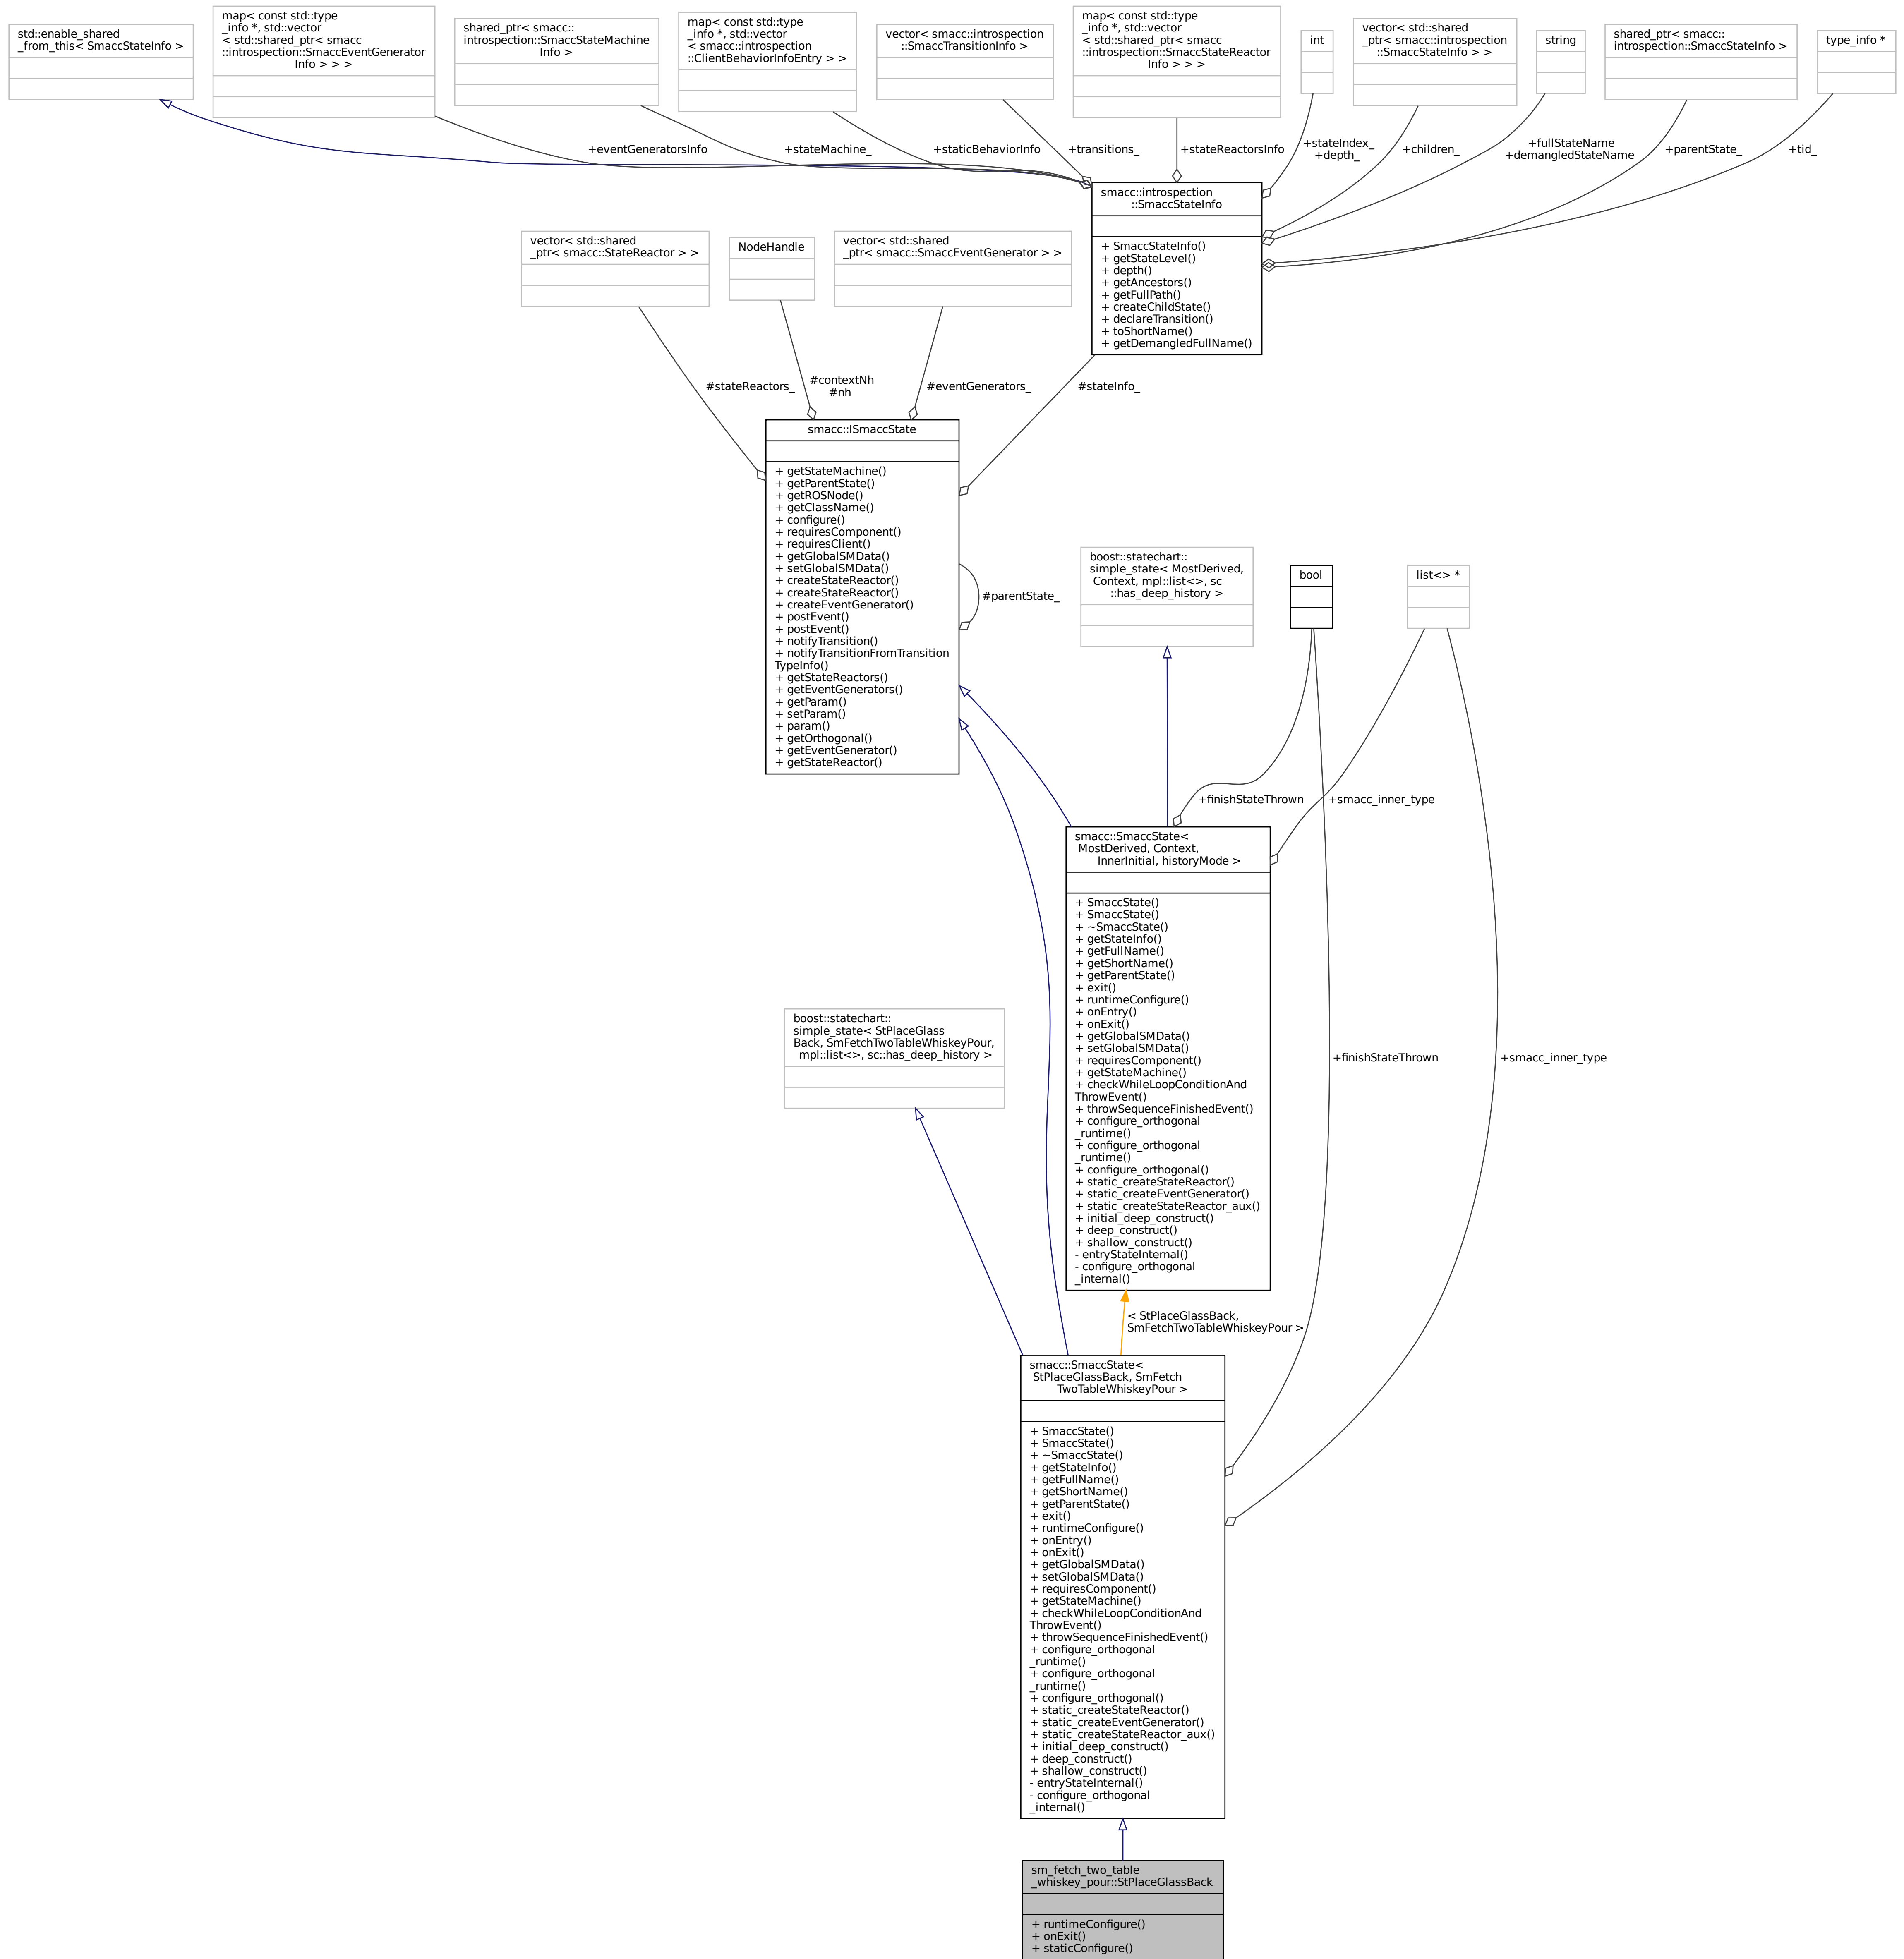 std::enable_shared
_from_this< SmaccStateInfo >
map< const std::type
_info *, std::vector
< std::shared_ptr< smacc
::introspection::SmaccEventGenerator
Info > > >
shared_ptr< smacc::
introspection::SmaccStateMachine
Info >
map< const std::type
_info *, std::vector
< smacc::introspection
::ClientBehaviorInfoEntry > >
vector< smacc::introspection
::SmaccTransitionInfo >
map< const std::type
_info *, std::vector
< std::shared_ptr< smacc
::introspection::SmaccStateReactor
Info > > >
int
vector< std::shared
_ptr< smacc::introspection
::SmaccStateInfo > >
string
shared_ptr< smacc::
introspection::SmaccStateInfo >
type_info *
+eventGeneratorsInfo
+stateMachine_
+staticBehaviorInfo
+transitions_
+stateReactorsInfo
+stateIndex_
+depth_
+children_
+fullStateName
+demangledStateName
+parentState_
+tid_
smacc::introspection
::SmaccStateInfo
+ SmaccStateInfo()
+ getStateLevel()
+ depth()
+ getAncestors()
+ getFullPath()
+ createChildState()
+ declareTransition()
+ toShortName()
+ getDemangledFullName()
vector< std::shared
_ptr< smacc::StateReactor > >
NodeHandle
vector< std::shared
_ptr< smacc::SmaccEventGenerator > >
#stateReactors_
#contextNh
#nh
#eventGenerators_
#stateInfo_
smacc::ISmaccState
+ getStateMachine()
+ getParentState()
+ getROSNode()
+ getClassName()
+ configure()
+ requiresComponent()
+ requiresClient()
+ getGlobalSMData()
+ setGlobalSMData()
+ createStateReactor()
+ createStateReactor()
+ createEventGenerator()
+ postEvent()
+ postEvent()
+ notifyTransition()
+ notifyTransitionFromTransition
TypeInfo()
+ getStateReactors()
+ getEventGenerators()
+ getParam()
+ setParam()
+ param()
+ getOrthogonal()
+ getEventGenerator()
+ getStateReactor()
#parentState_
boost::statechart::
simple_state< MostDerived,
Context, mpl::list<>, sc
::has_deep_history >
bool
list<> *
+finishStateThrown
+smacc_inner_type
smacc::SmaccState<
MostDerived, Context,
InnerInitial, historyMode >
+ SmaccState()
+ SmaccState()
+ ~SmaccState()
+ getStateInfo()
+ getFullName()
+ getShortName()
+ getParentState()
+ exit()
+ runtimeConfigure()
+ onEntry()
+ onExit()
+ getGlobalSMData()
+ setGlobalSMData()
+ requiresComponent()
+ getStateMachine()
+ checkWhileLoopConditionAnd
ThrowEvent()
+ throwSequenceFinishedEvent()
+ configure_orthogonal
_runtime()
+ configure_orthogonal
_runtime()
+ configure_orthogonal()
+ static_createStateReactor()
+ static_createEventGenerator()
+ static_createStateReactor_aux()
+ initial_deep_construct()
+ deep_construct()
+ shallow_construct()
- entryStateInternal()
- configure_orthogonal
_internal()
boost::statechart::
simple_state< StPlaceGlass
Back, SmFetchTwoTableWhiskeyPour,
mpl::list<>, sc::has_deep_history >
+finishStateThrown
+smacc_inner_type
< StPlaceGlassBack,
SmFetchTwoTableWhiskeyPour >
smacc::SmaccState<
StPlaceGlassBack, SmFetch
TwoTableWhiskeyPour >
+ SmaccState()
+ SmaccState()
+ ~SmaccState()
+ getStateInfo()
+ getFullName()
+ getShortName()
+ getParentState()
+ exit()
+ runtimeConfigure()
+ onEntry()
+ onExit()
+ getGlobalSMData()
+ setGlobalSMData()
+ requiresComponent()
+ getStateMachine()
+ checkWhileLoopConditionAnd
ThrowEvent()
+ throwSequenceFinishedEvent()
+ configure_orthogonal
_runtime()
+ configure_orthogonal
_runtime()
+ configure_orthogonal()
+ static_createStateReactor()
+ static_createEventGenerator()
+ static_createStateReactor_aux()
+ initial_deep_construct()
+ deep_construct()
+ shallow_construct()
- entryStateInternal()
- configure_orthogonal
_internal()
sm_fetch_two_table
_whiskey_pour::StPlaceGlassBack
+ runtimeConfigure()
+ onExit()
+ staticConfigure()